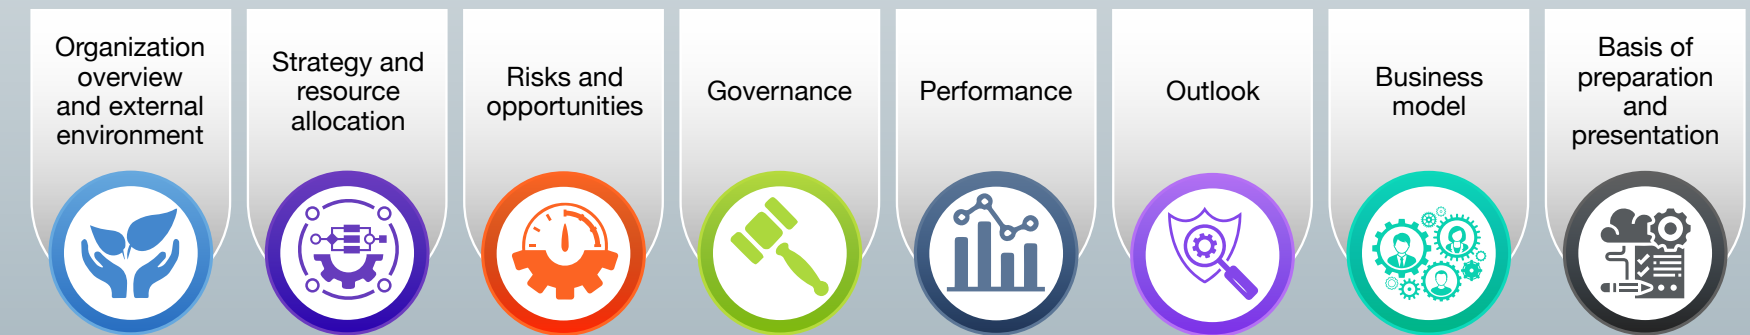 Organization
overview
and external
environment
Strategy and
resource
allocation
Risks and
opportunities
Governance
Performance
Outlook
Business
model
Basis of
preparation
and
presentation